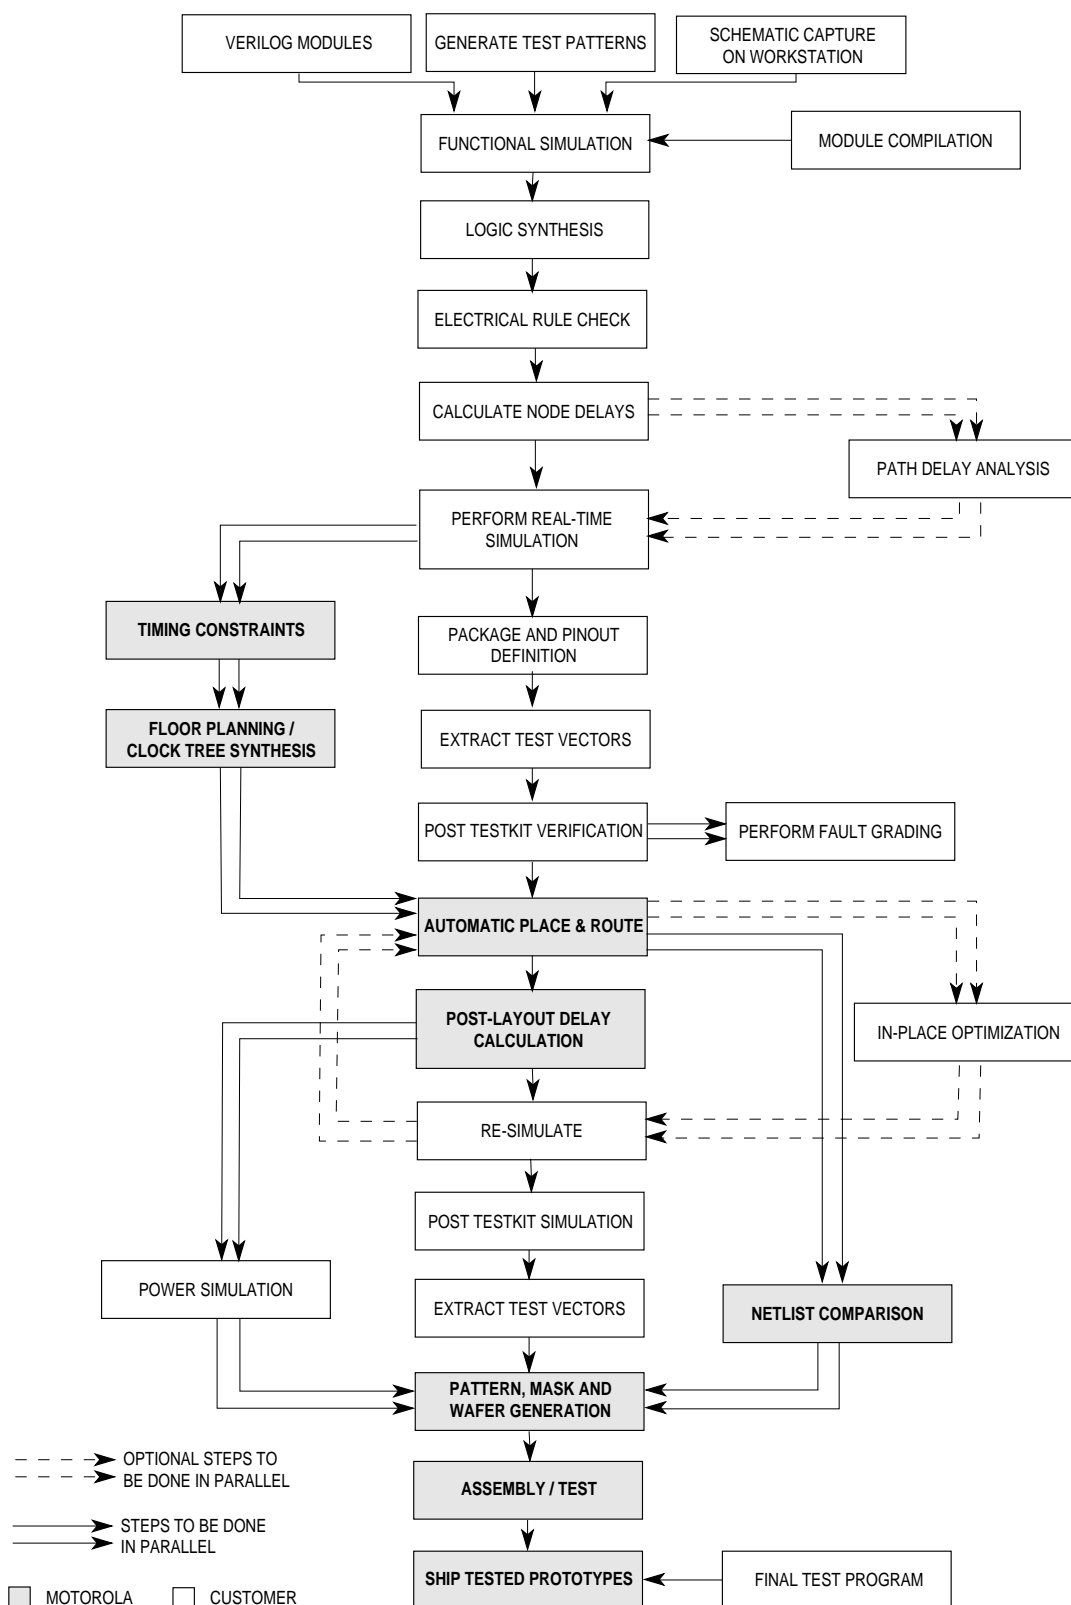 VERILOG MODULES
GENERATE TEST PATTERNS
SCHEMATIC CAPTURE
ON WORKSTATION
FUNCTIONAL SIMULATION
MODULE COMPILATION
LOGIC SYNTHESIS
ELECTRICAL RULE CHECK
CALCULATE NODE DELAYS
PATH DELAY ANALYSIS
PERFORM REAL-TIME
SIMULATION
TIMING CONSTRAINTS
PACKAGE AND PINOUT
DEFINITION
FLOOR PLANNING /
CLOCK TREE SYNTHESIS
EXTRACT TEST VECTORS
POST TESTKIT VERIFICATION
PERFORM FAULT GRADING
AUTOMATIC PLACE & ROUTE
POST-LAYOUT DELAY
CALCULATION
IN-PLACE OPTIMIZATION
RE-SIMULATE
POST TESTKIT SIMULATION
POWER SIMULATION
EXTRACT TEST VECTORS
NETLIST COMPARISON
PATTERN, MASK AND
WAFER GENERATION
OPTIONAL STEPS TO
BE DONE IN PARALLEL
ASSEMBLY / TEST
STEPS TO BE DONE
IN PARALLEL
SHIP TESTED PROTOTYPES
FINAL TEST PROGRAM
MOTOROLA
CUSTOMER